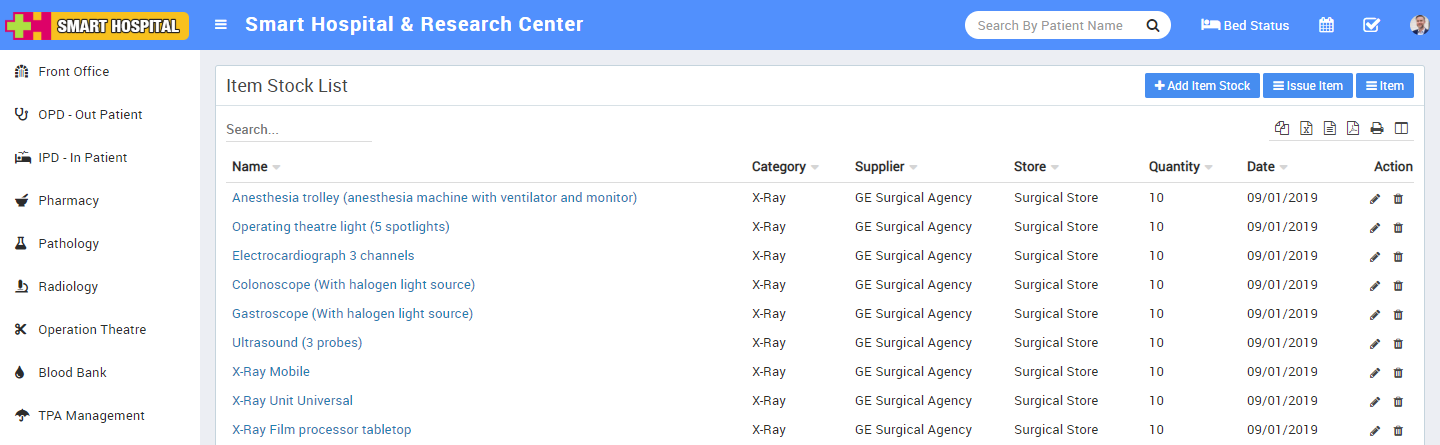 SMART HOSPITAL
Smart Hospital & Research Center
Search By Patient Name
Bed Status
Front Office
OPD - Out Patient
IPD - In Patient
Pharmacy
Pathology
Radiology
Operation Theatre
Blood Bank
TPA Management
Item Stock List
Add Item Stock Issue Item Item
Search...
Name Category Supplier Store Quantity Date Action
Anesthesia trolley (anesthesia machine with ventilator and monitor) X-Ray GE Surgical Agency Surgical Store 10 09/01/2019
Operating theatre light (5 spotlights) X-Ray GE Surgical Agency Surgical Store 10 09/01/2019
Electrocardiograph 3 channels X-Ray GE Surgical Agency Surgical Store 10 09/01/2019
Colonoscope (With halogen light source) X-Ray GE Surgical Agency Surgical Store 10 09/01/2019
Gastroscope (With halogen light source) X-Ray GE Surgical Agency Surgical Store 10 09/01/2019
Ultrasound (3 probes) X-Ray GE Surgical Agency Surgical Store 10 09/01/2019
X-Ray Mobile X-Ray GE Surgical Agency Surgical Store 10 09/01/2019
X-Ray Unit Universal X-Ray GE Surgical Agency Surgical Store 10 09/01/2019
X-Ray Film processor tabletop X-Ray GE Surgical Agency Surgical Store 10 09/01/2019